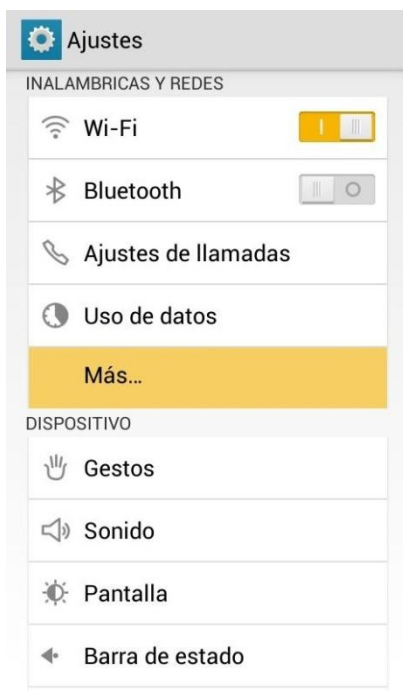 Ajustes
INALAMBRICAS Y REDES
Wi-Fi
Bluetooth
Ajustes de llamadas
Uso de datos
Más...
DISPOSITIVO
Gestos
Sonido
Pantalla
Barra de estado